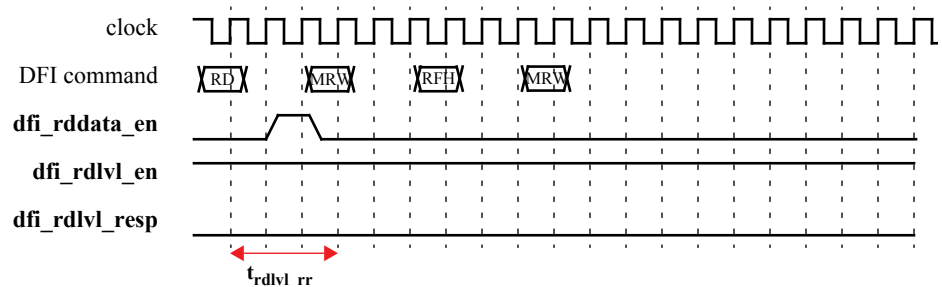 clock
DFI command RD MRW RFH MRW
dfi_rddata_en
dfi_rdlvl_en
dfi_rdlvl_resp
trdlvl_rr